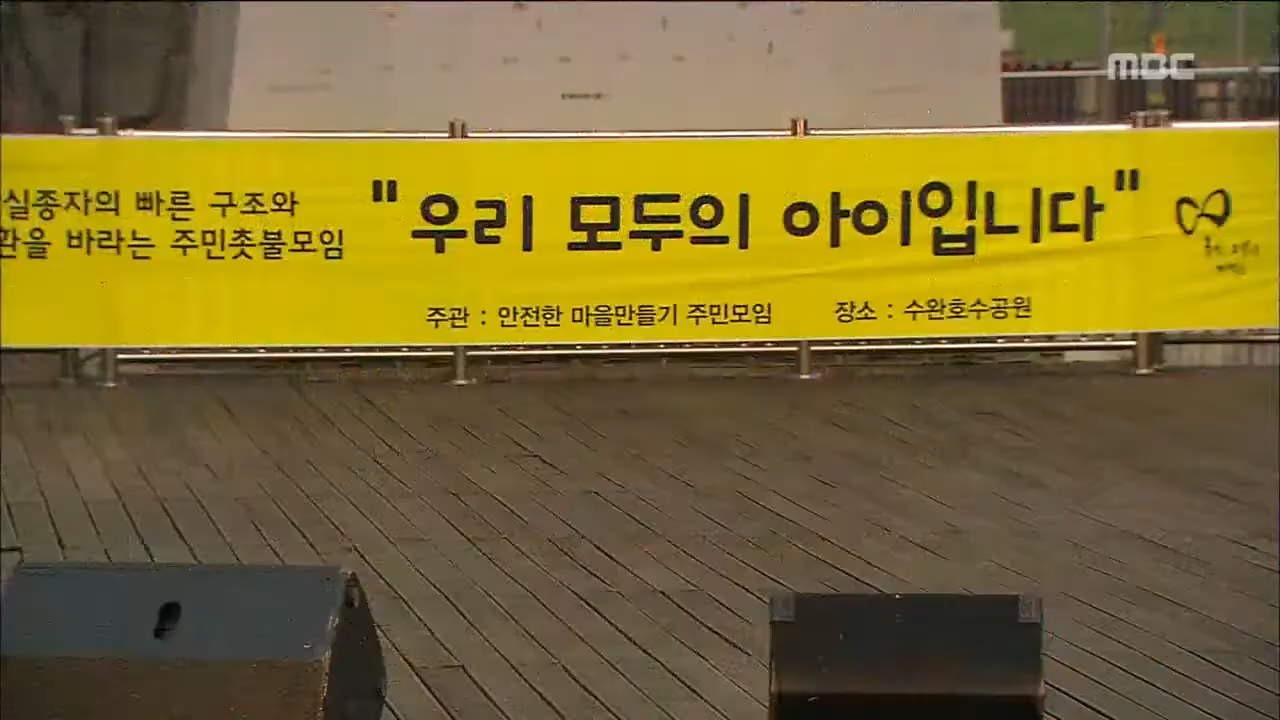 MBC
실종자의 빠른 구조와
환을 바라는 주민촛불모임
"우리 모두의 아이입니다"
주관 : 안전한 마을만들기 주민모임 장소 : 수완호수공원